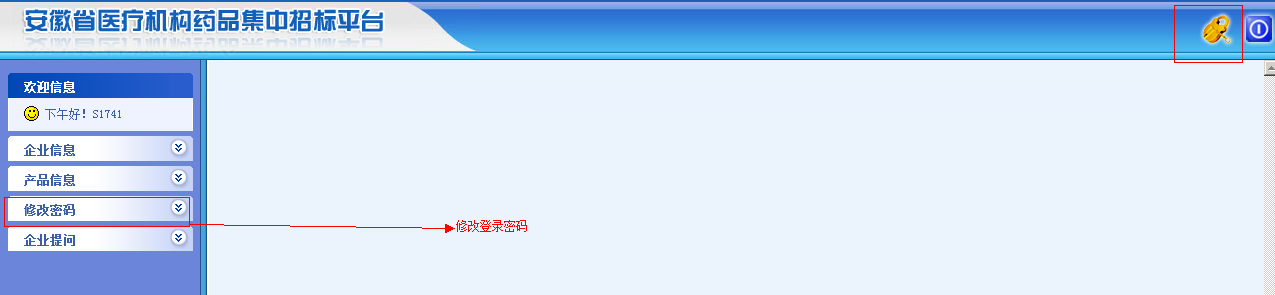 安徽省医疗机构药品集中招标平台
欢迎信息
下午好！S1741
企业信息
产品信息
修改密码
修改登录密码
企业提问